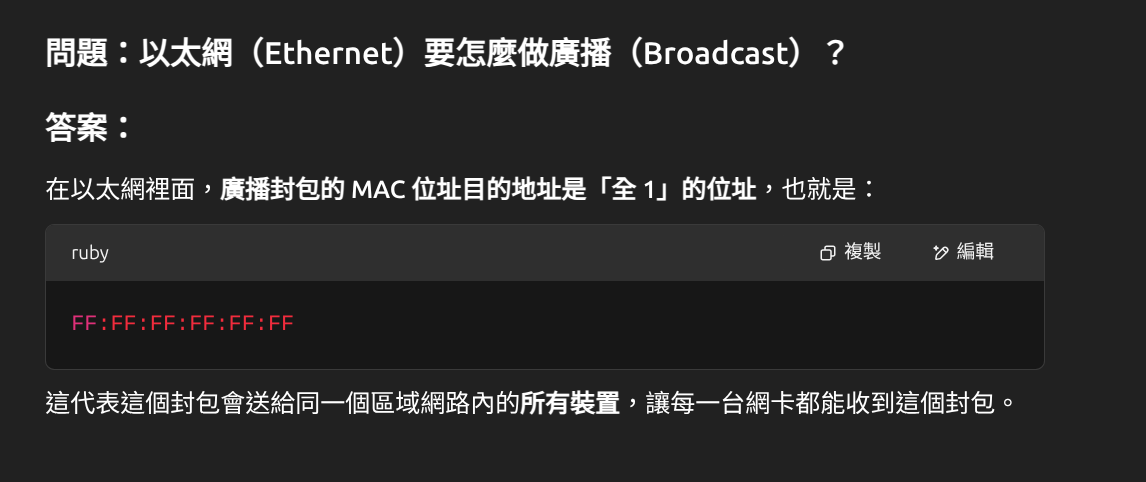 問題：以太網（Ethernet）要怎麼做廣播（Broadcast）？
答案：
在以太網裡面，廣播封包的 MAC 位址目的地址是「全 1」的位址，也就是：
ruby
複製
編輯
FF:FF:FF:FF:FF:FF
這代表這個封包會送給同一個區域網路內的所有裝置，讓每一台網卡都能收到這個封包。